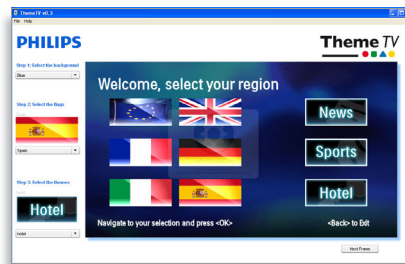 ThemeTV v0.3
File Help
PHILIPS
Theme TV
Step 1: Select the background
Blue
Welcome, select your region
Step 2: Select the flags
News
Spain
Sports
Step 3: Select the themes
Hotel
Hotel
Navigate to your selection and press <OK>
<Back> to Exit
Hotel
Next Frame